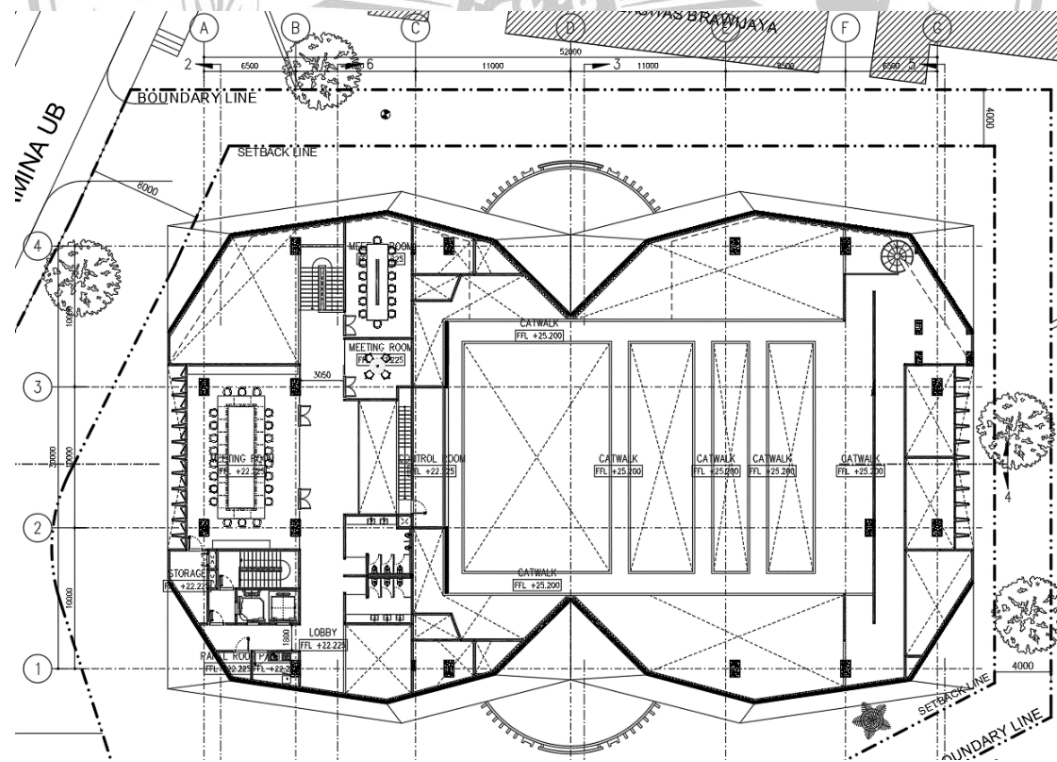 BRAWIJAYA
A
B
C
D
E
F
G
52000
2
6500
6
11000
3
11000
8500
6500
5
BOUNDARY LINE
SETBACK LINE
4000
MINA UB
8000
4
MEETING ROOM
CATWALK
FFL +25.200
MEETING ROOM
3
3050
10000
MEETING ROOM
FFL +22.225
CONTROL ROOM
FFL +22.225
CATWALK
FFL +25.200
CATWALK
FFL +25.200
CATWALK
FFL +25.200
CATWALK
FFL +25.200
4
2
CATWALK
FFL +25.200
STORAGE
FFL +22.225
10000
1800
LOBBY
FFL +22.225
1
4000
SETBACK LINE
OUNDARY LINE